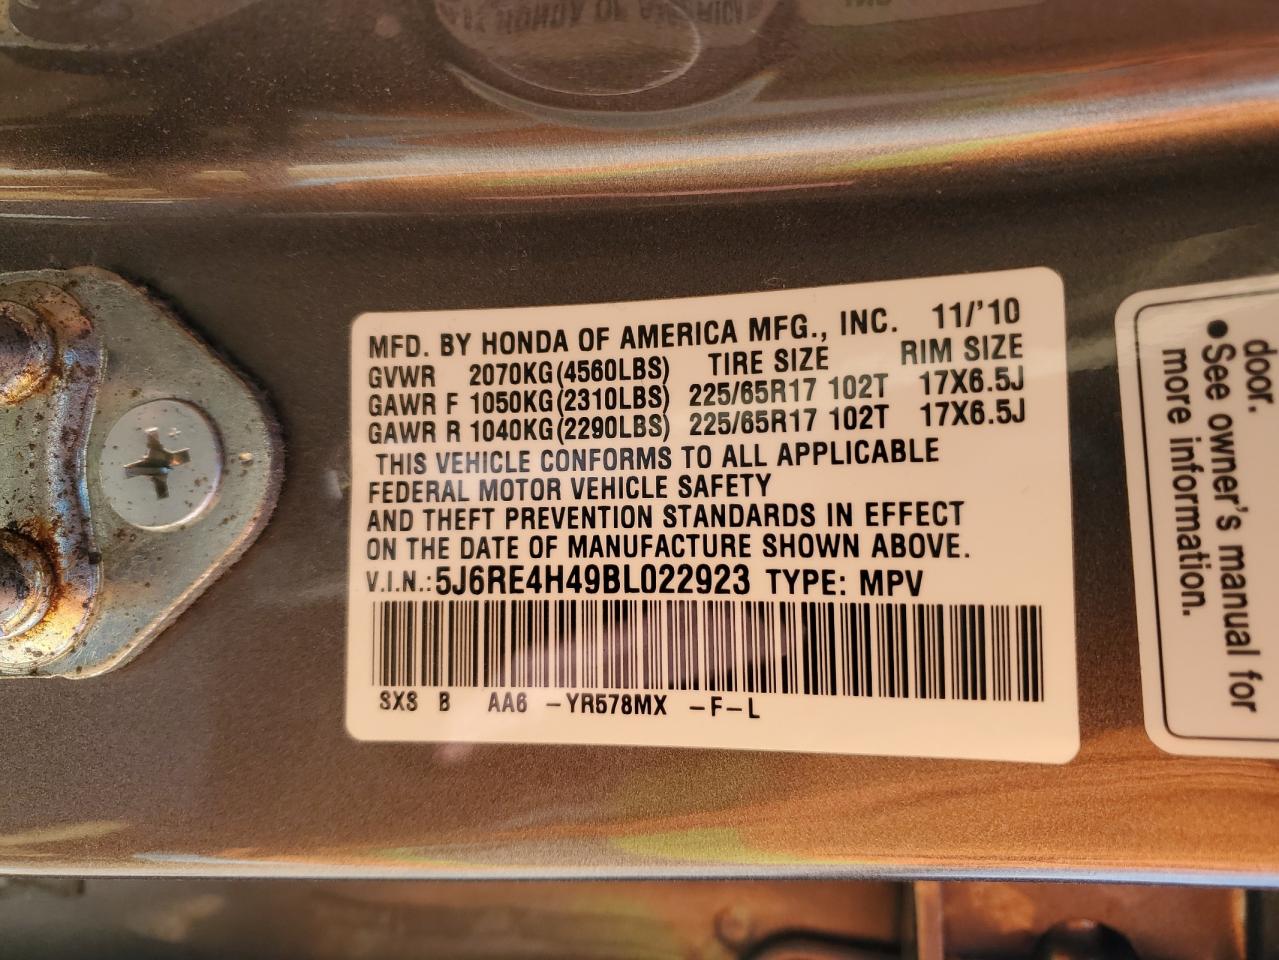 MFD. BY HONDA OF AMERICA MFG., INC. 11/'10
GVWR 2070KG(4560LBS) TIRE SIZE RIM SIZE
GAWR F 1050KG(2310LBS) 225/65R17 102T 17X6.5J
GAWR R 1040KG(2290LBS) 225/65R17 102T 17X6.5J
THIS VEHICLE CONFORMS TO ALL APPLICABLE
FEDERAL MOTOR VEHICLE SAFETY
AND THEFT PREVENTION STANDARDS IN EFFECT
ON THE DATE OF MANUFACTURE SHOWN ABOVE.
V.I.N.: 5J6RE4H49BL022923 TYPE: MPV
SXS B AA6 -YR578MX -F-L
door.
●See owner's manual for
more information.